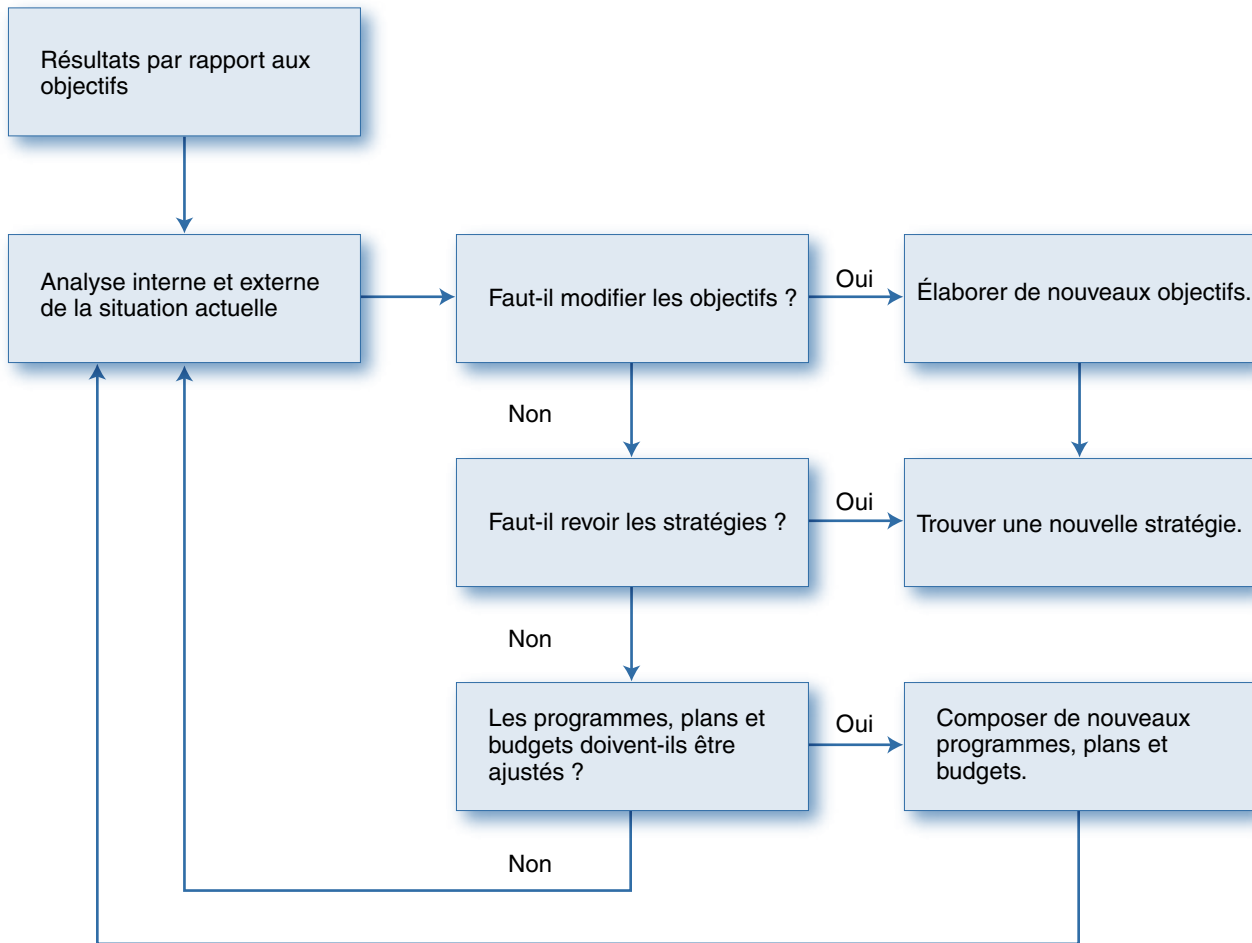 Résultats par rapport aux
objectifs
Analyse interne et externe
de la situation actuelle
Faut-il modifier les objectifs ?
Oui
Élaborer de nouveaux objectifs.
Non
Faut-il revoir les stratégies ?
Oui
Trouver une nouvelle stratégie.
Non
Les programmes, plans et
budgets doivent-ils être
ajustés ?
Oui
Composer de nouveaux
programmes, plans et
budgets.
Non